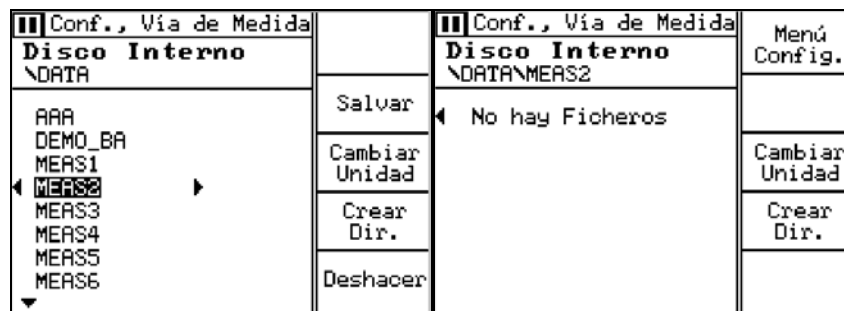 Conf., Vía de Medida
Disco Interno
\DATA
AAA
DEMO_BA
MEAS1
MEAS2
MEAS3
MEAS4
MEAS5
MEAS6
Salvar
Cambiar
Unidad
Crear
Dir.
Deshacer
Conf., Vía de Medida
Disco Interno
\DATA\MEAS2
No hay Ficheros
Menú
Config.
Cambiar
Unidad
Crear
Dir.